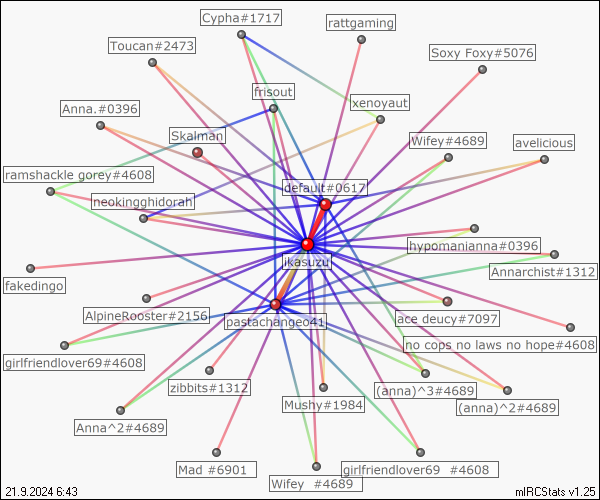 Cypha#1717
rattgaming
Toucan#2473
Soxy Foxy#5076
frisout
xenoyaut
Anna.#0396
Skalman
Wifey#4689
avelicious
ramshackle gorey#4608
default#0617
neokingghidorah
hypomanianna#0396
ikasuzu
Annarchist#1312
fakedingo
AlpineRooster#2156
pastachangeo41
ace deucy#7097
no cops no laws no hope#4608
girlfriendlover69#4608
zibbits#1312
(anna)^3#4689
Mushy#1984
(anna)^2#4689
Anna^2#4689
Mad #6901
Wifey  #4689
girlfriendlover69  #4608
21.9.2024 6:43
mIRCStats v1.25